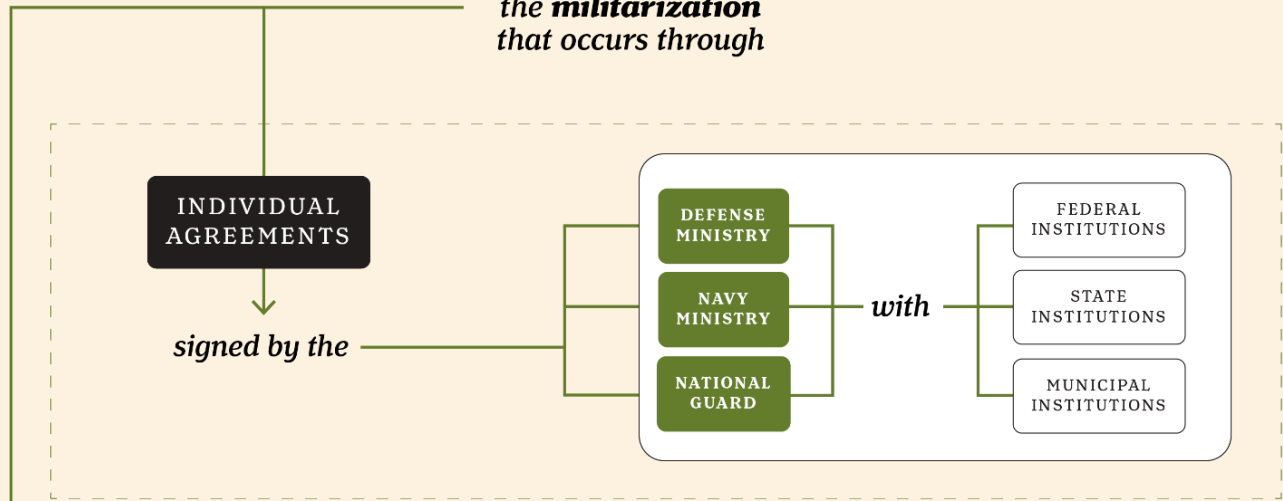 the militarization
that occurs through
INDIVIDUAL
AGREEMENTS
signed by the
DEFENSE
MINISTRY
NAVY
MINISTRY
NATIONAL
GUARD
with
FEDERAL
INSTITUTIONS
STATE
INSTITUTIONS
MUNICIPAL
INSTITUTIONS